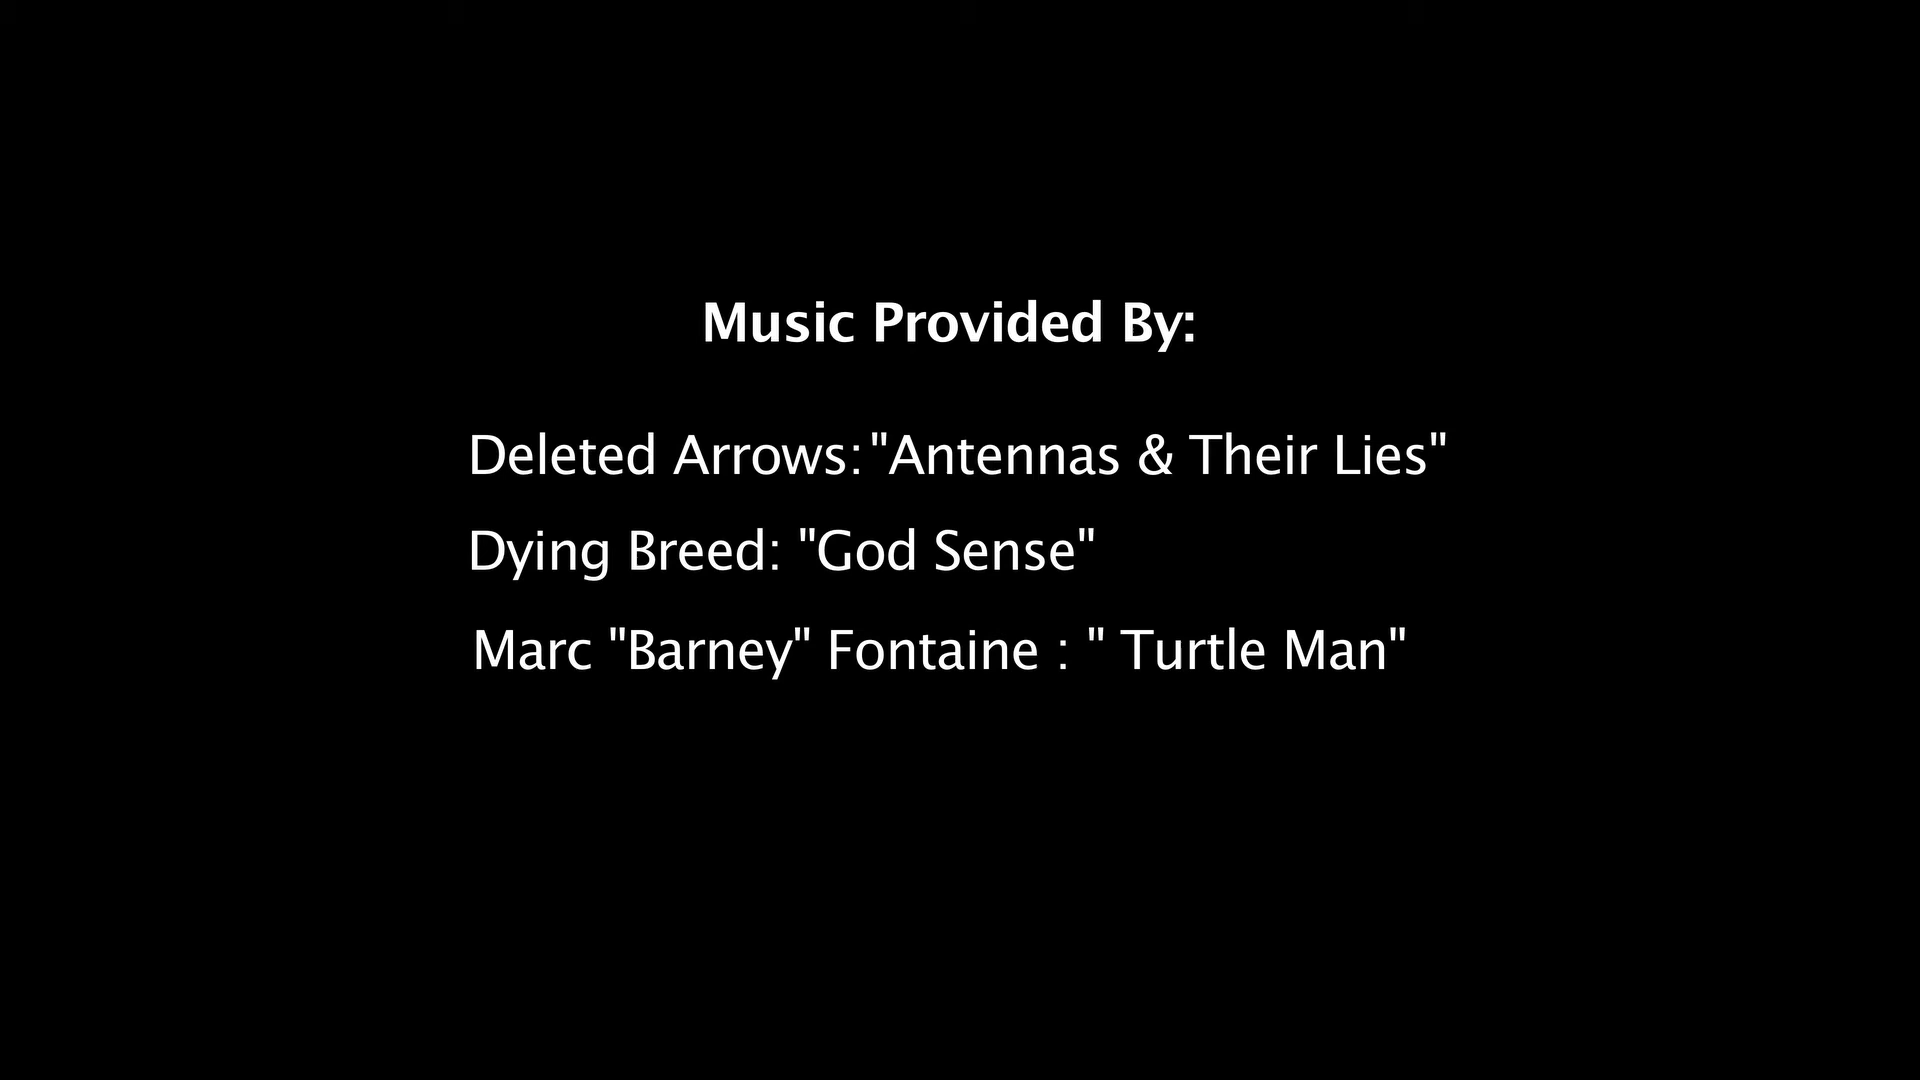 Music Provided By:
Deleted Arrows: "Antennas & Their Lies"
Dying Breed: "God Sense"
Marc "Barney" Fontaine : " Turtle Man"